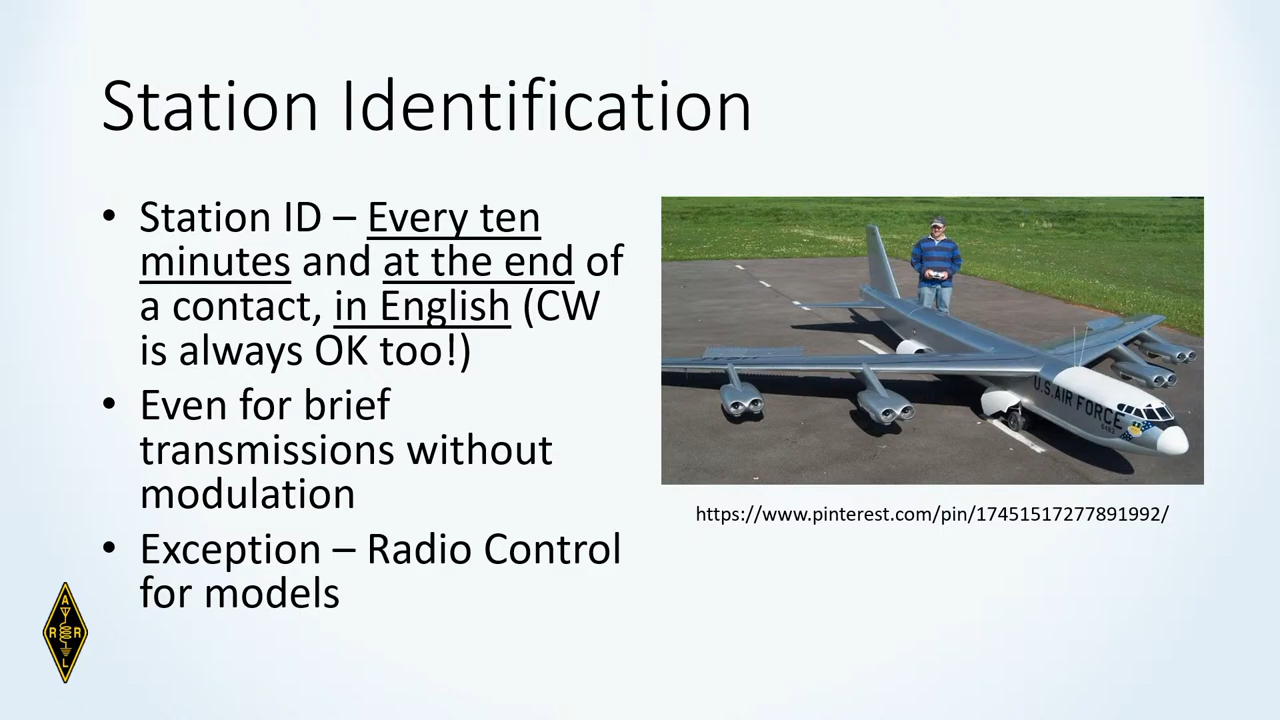 Station Identification
• Station ID – Every ten
minutes and at the end of
a contact, in English (CW
is always OK too!)
• Even for brief
transmissions without
modulation
• Exception – Radio Control
for models
U.S. AIR FORCE
https://www.pinterest.com/pin/17451517277891992/
A
R R
L